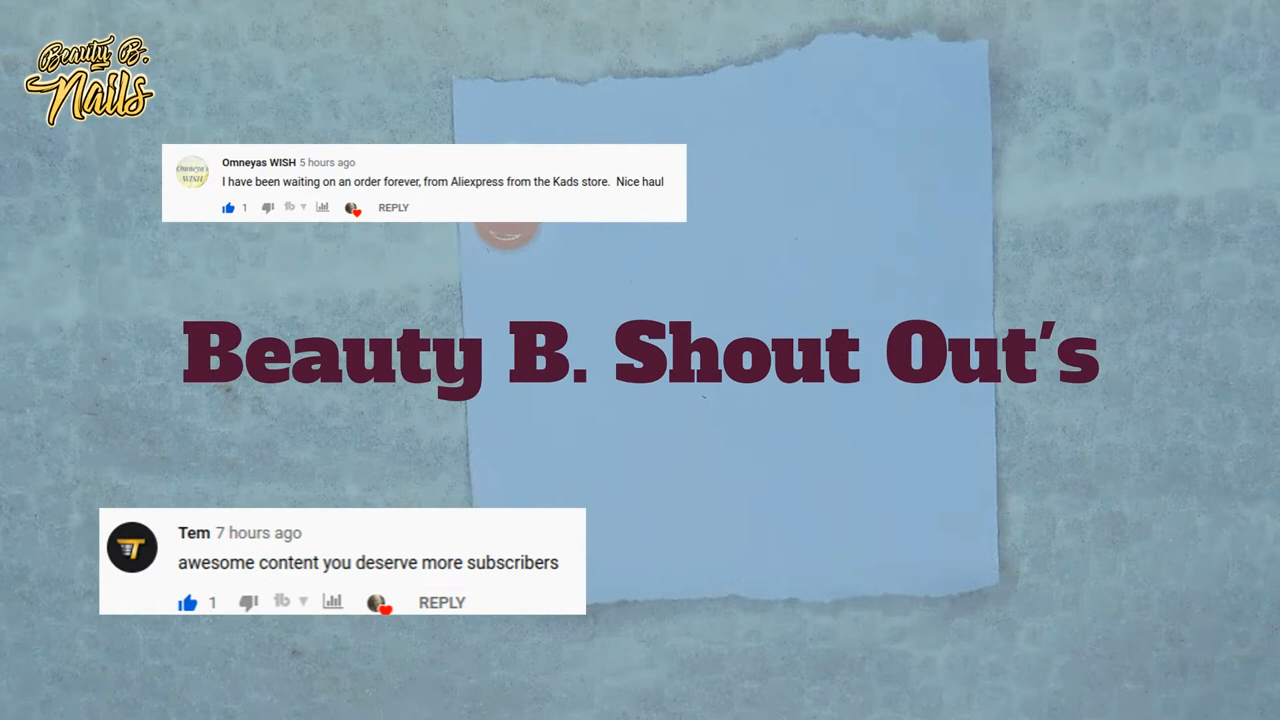 Beauty B.
Nails
Omneyas WISH 5 hours ago
Omneya's
WISH
I have been waiting on an order forever, from Aliexpress from the Kads store.  Nice haul
1 REPLY
Beauty B. Shout Out's
Tem 7 hours ago
awesome content you deserve more subscribers
1 REPLY